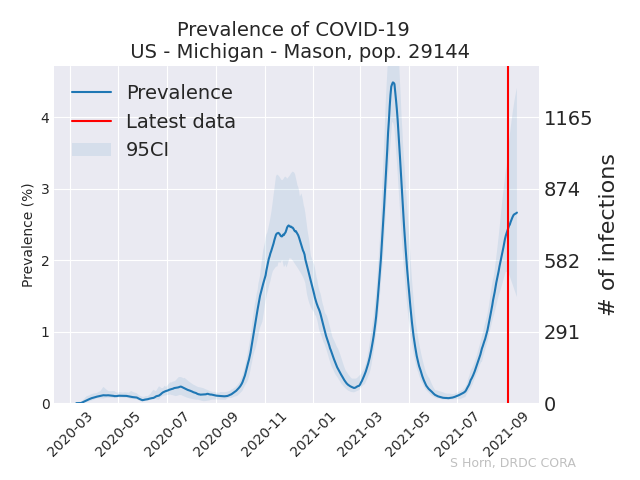 Prevalence of COVID-19
US - Michigan - Mason, pop. 29144
Prevalence
Latest data
95CI
Prevalence (%)
4
3
2
1
0
1165
874
582
291
0
# of infections
2020-03
2020-05
2020-07
2020-09
2020-11
2021-01
2021-03
2021-05
2021-07
2021-09
S Horn, DRDC CORA